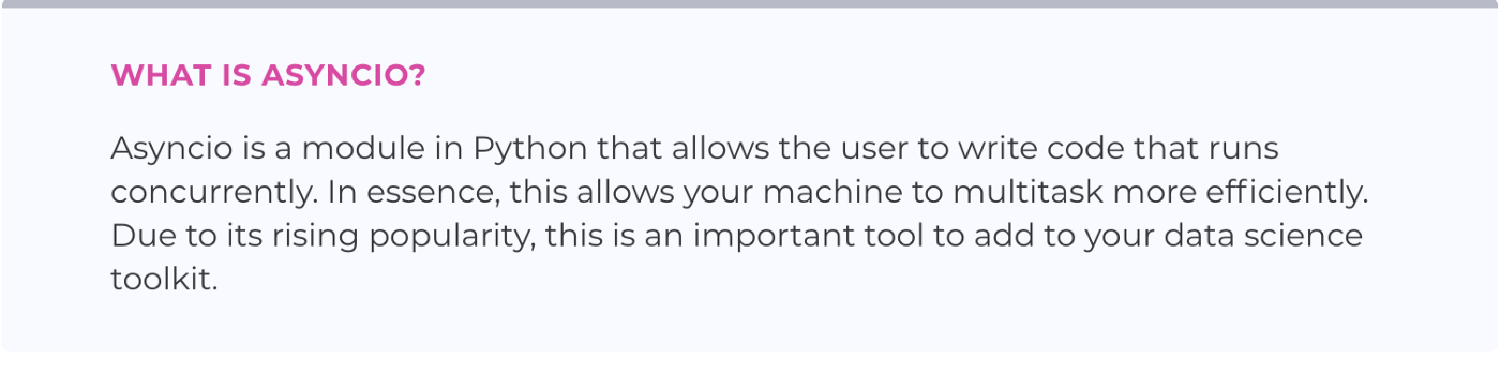 WHAT IS ASYNCIO?
Asyncio is a module in Python that allows the user to write code that runs
concurrently. In essence, this allows your machine to multitask more efficiently.
Due to its rising popularity, this is an important tool to add to your data science
toolkit.